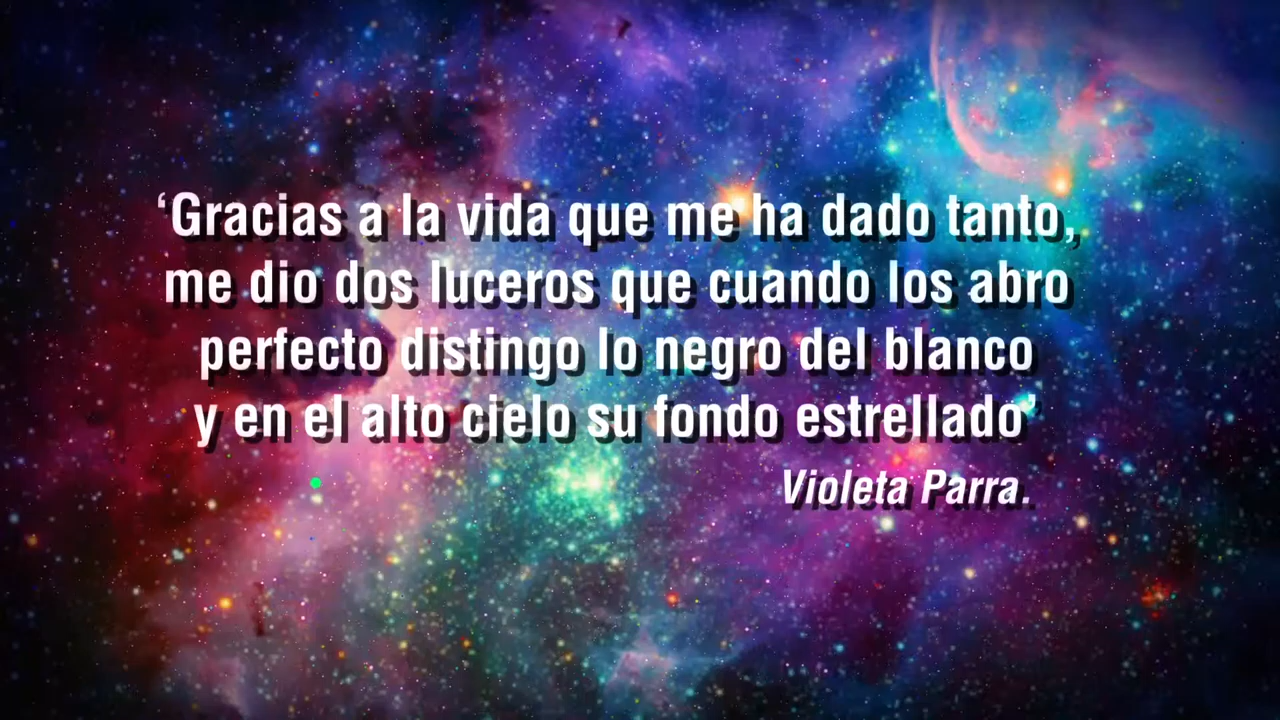 ‘Gracias a la vida que me ha dado tanto,
me dio dos luceros que cuando los abro
perfecto distingo lo negro del blanco
y en el alto cielo su fondo estrellado’
Violeta Parra.